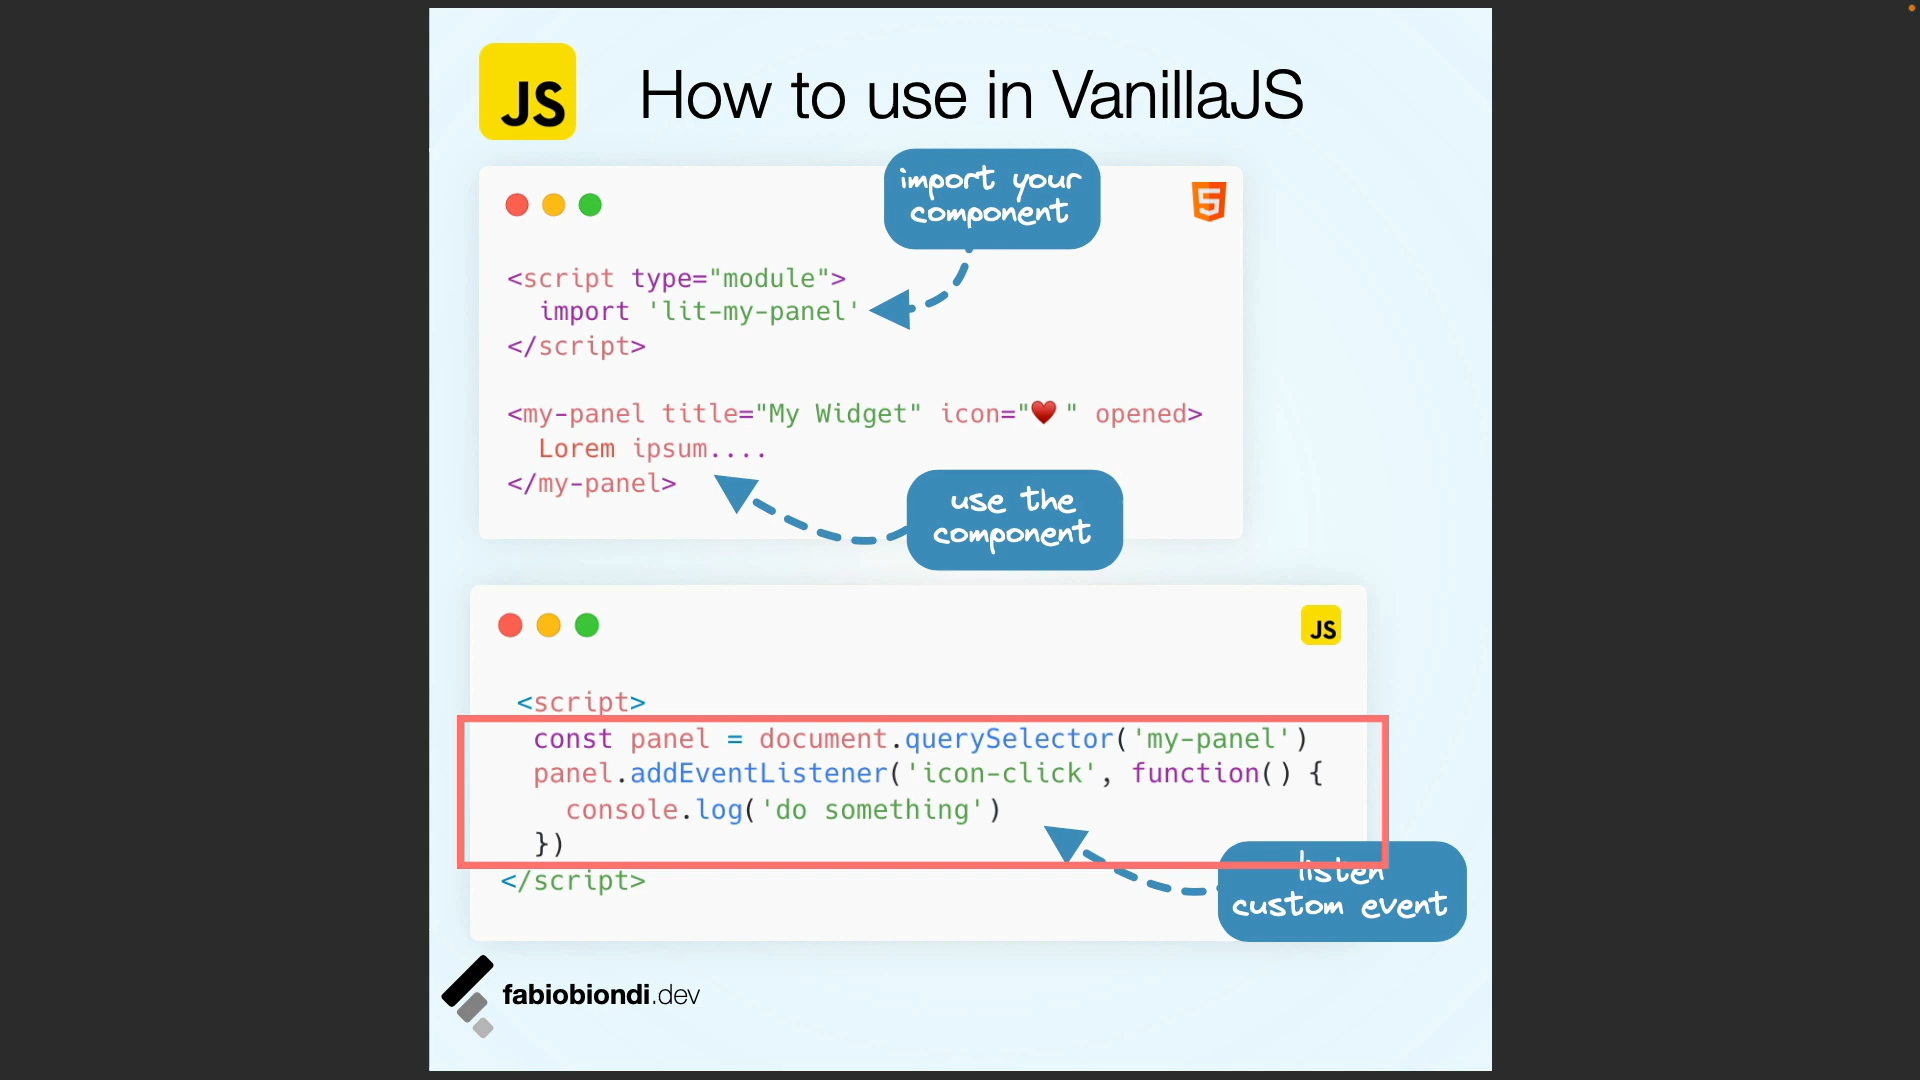 JS How to use in VanillaJS
import your
component
<script type="module">
import 'lit-my-panel'
</script>
<my-panel title="My Widget" icon="♥️ " opened>
Lorem ipsum....
</my-panel>
use the
component
JS
<script>
const panel = document.querySelector('my-panel')
panel.addEventListener('icon-click', function() {
console.log('do something')
})
</script>
listen
custom event
fabiobiondi.dev